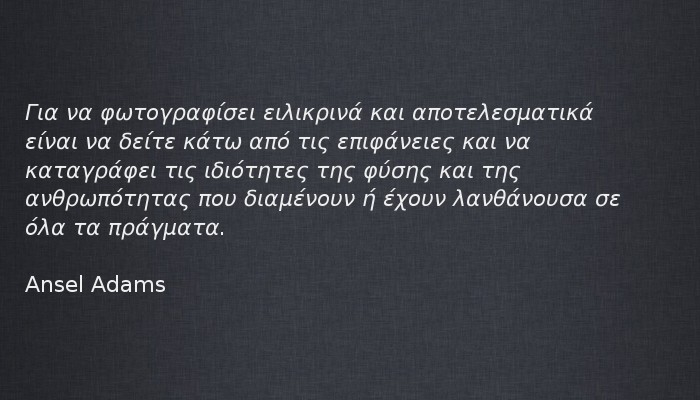 Για να φωτογραφίσει ειλικρινά και αποτελεσματικά
είναι να δείτε κάτω από τις επιφάνειες και να
καταγράφει τις ιδιότητες της φύσης και της
ανθρωπότητας που διαμένουν ή έχουν λανθάνουσα σε
όλα τα πράγματα.
Ansel Adams